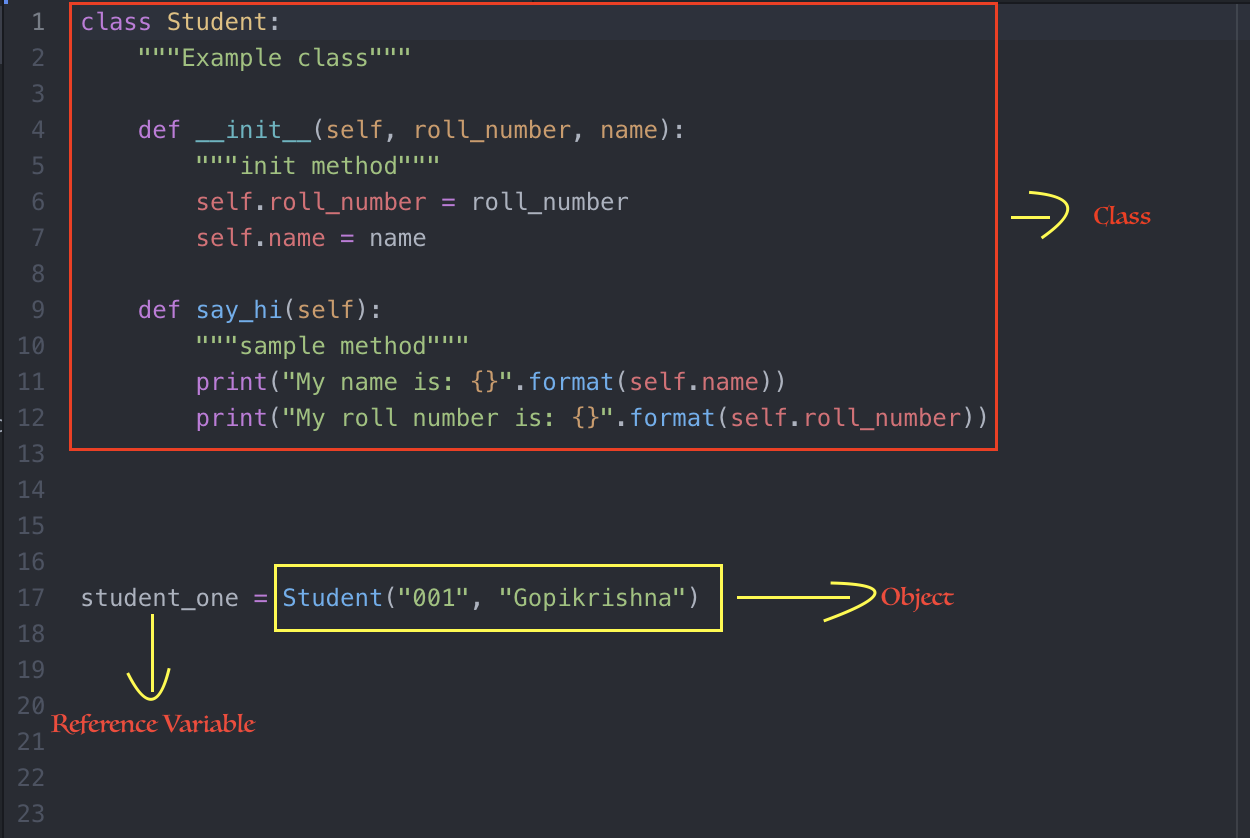 1 class Student:
2     """Example class"""
3
4     def __init__(self, roll_number, name):
5         """init method"""
6         self.roll_number = roll_number
7         self.name = name
Class
8
9     def say_hi(self):
10         """sample method"""
11         print("My name is: {}".format(self.name))
12         print("My roll number is: {}".format(self.roll_number))
13
14
15
16
17 student_one = Student("001", "Gopikrishna")
Object
18
19
20
Reference Variable
21
22
23